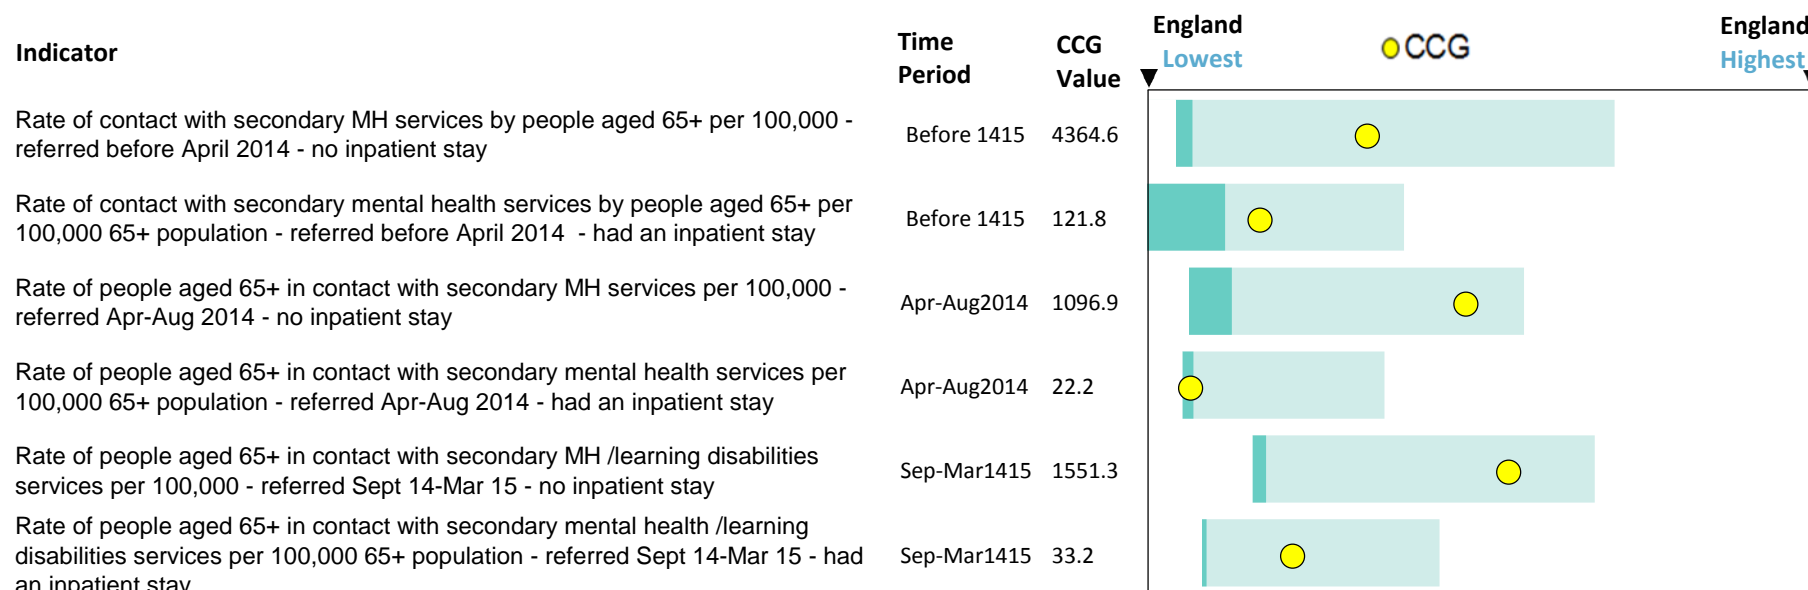 Indicator
Time Period
CCG Value
England Lowest
CCG
England Highest
Rate of contact with secondary MH services by people aged 65+ per 100,000 -
referred before April 2014 - no inpatient stay
Before 1415 4364.6
Rate of contact with secondary mental health services by people aged 65+ per
100,000 65+ population - referred before April 2014  - had an inpatient stay
Before 1415 121.8
Rate of people aged 65+ in contact with secondary MH services per 100,000 -
referred Apr-Aug 2014 - no inpatient stay
Apr-Aug2014 1096.9
Rate of people aged 65+ in contact with secondary mental health services per
100,000 65+ population - referred Apr-Aug 2014 - had an inpatient stay
Apr-Aug2014 22.2
Rate of people aged 65+ in contact with secondary MH /learning disabilities
services per 100,000 - referred Sept 14-Mar 15 - no inpatient stay
Sep-Mar1415 1551.3
Rate of people aged 65+ in contact with secondary mental health /learning
disabilities services per 100,000 65+ population - referred Sept 14-Mar 15 - had
an inpatient stay
Sep-Mar1415 33.2